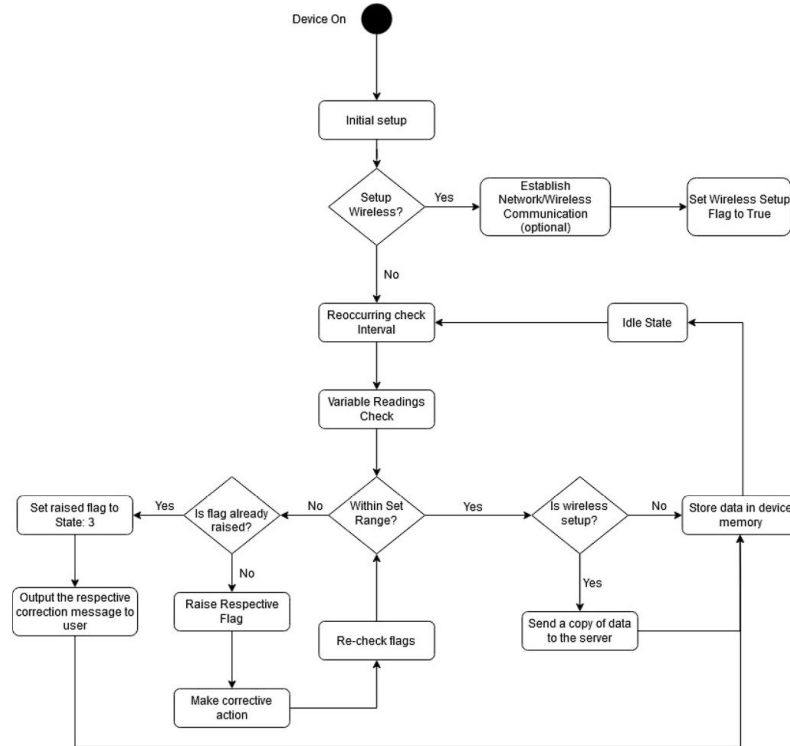 Device On
Initial setup
Setup
Wireless?
Yes
Establish
Network/Wireless
Communication
(optional)
Set Wireless Setup
Flag to True
No
Reoccurring check
Interval
Idle State
Variable Readings
Check
Set raised flag to
State: 3
Yes
Is flag already
raised?
No
Within Set
Range?
Yes
Is wireless
setup?
No
Store data in device
memory
No
Yes
Output the respective
correction message to
user
Raise Respective
Flag
Re-check flags
Send a copy of data
to the server
Make corrective
action